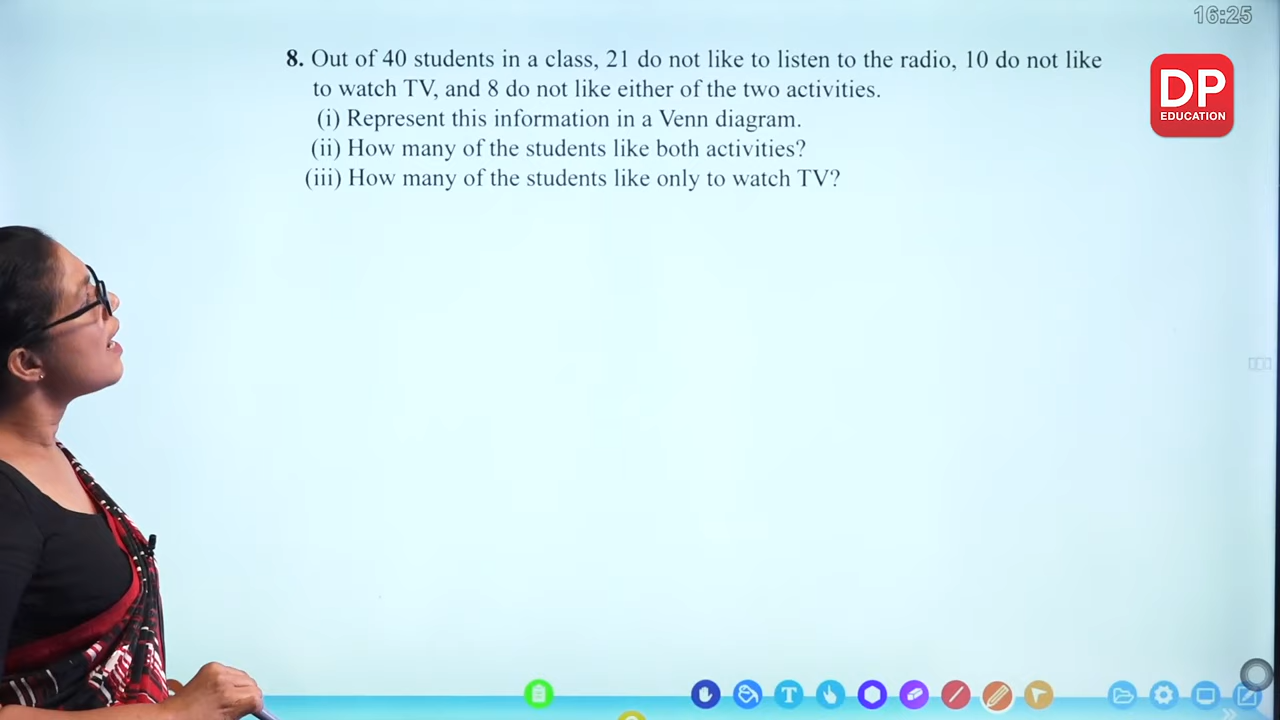 16:25
8. Out of 40 students in a class, 21 do not like to listen to the radio, 10 do not like
to watch TV, and 8 do not like either of the two activities.
(i) Represent this information in a Venn diagram.
(ii) How many of the students like both activities?
(iii) How many of the students like only to watch TV?
DP
EDUCATION
T